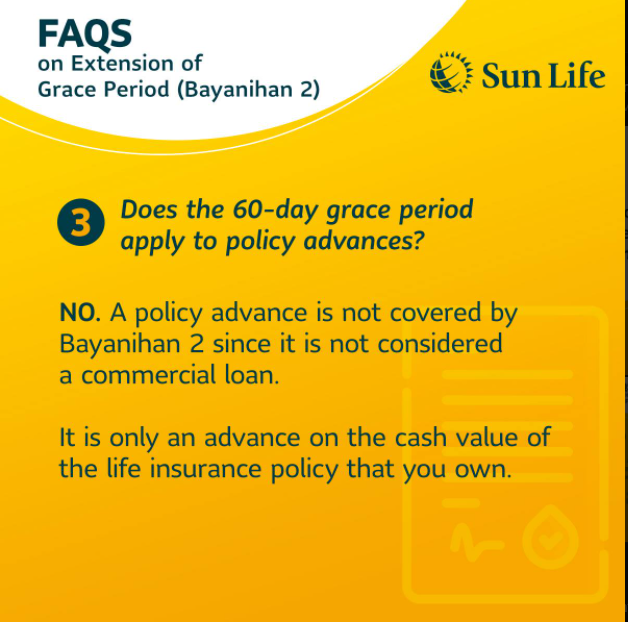 FAQS
on Extension of
Grace Period (Bayanihan 2)
Sun Life
3
Does the 60-day grace period
apply to policy advances?
NO. A policy advance is not covered by
Bayanihan 2 since it is not considered
a commercial loan.
It is only an advance on the cash value of
the life insurance policy that you own.